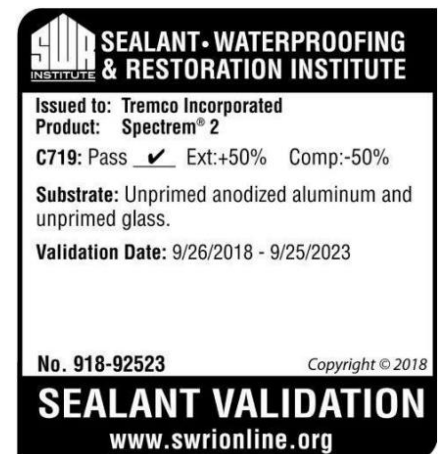 SWR
INSTITUTE
SEALANT • WATERPROOFING
& RESTORATION INSTITUTE
Issued to: Tremco Incorporated
Product: Spectrem® 2
C719: Pass ✔ Ext:+50% Comp:-50%
Substrate: Unprimed anodized aluminum and
unprimed glass.
Validation Date: 9/26/2018 - 9/25/2023
No. 918-92523
Copyright © 2018
SEALANT VALIDATION
www.swrionline.org